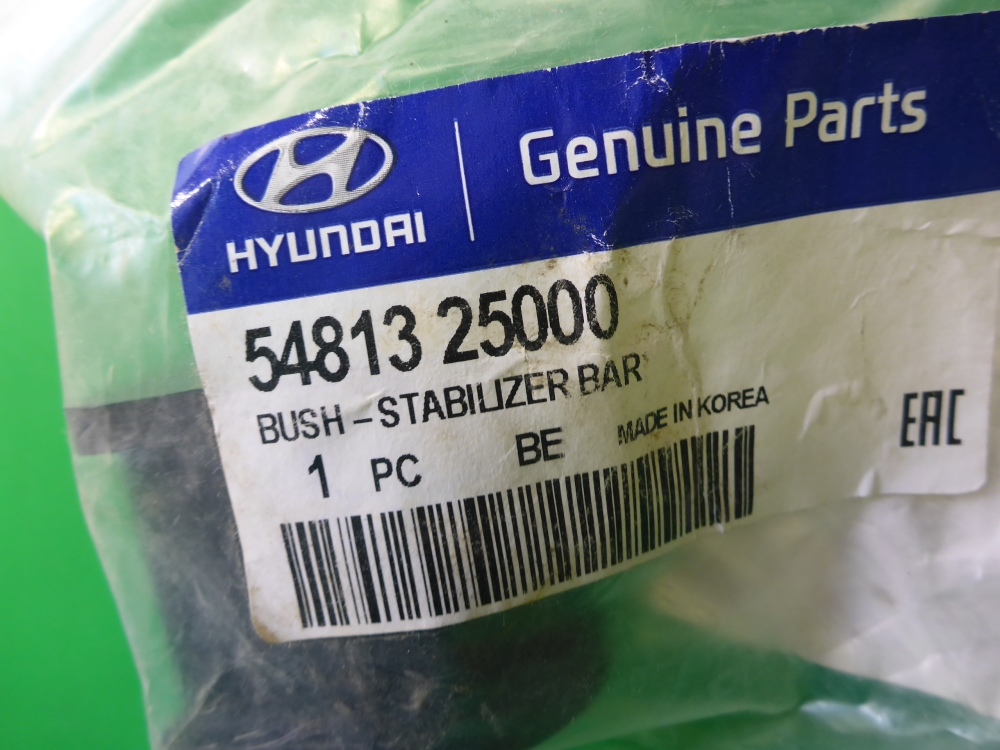 HYUNDAI
Genuine Parts
54813 25000
BUSH – STABILIZER BAR
1 PC BE MADE IN KOREA
EAC